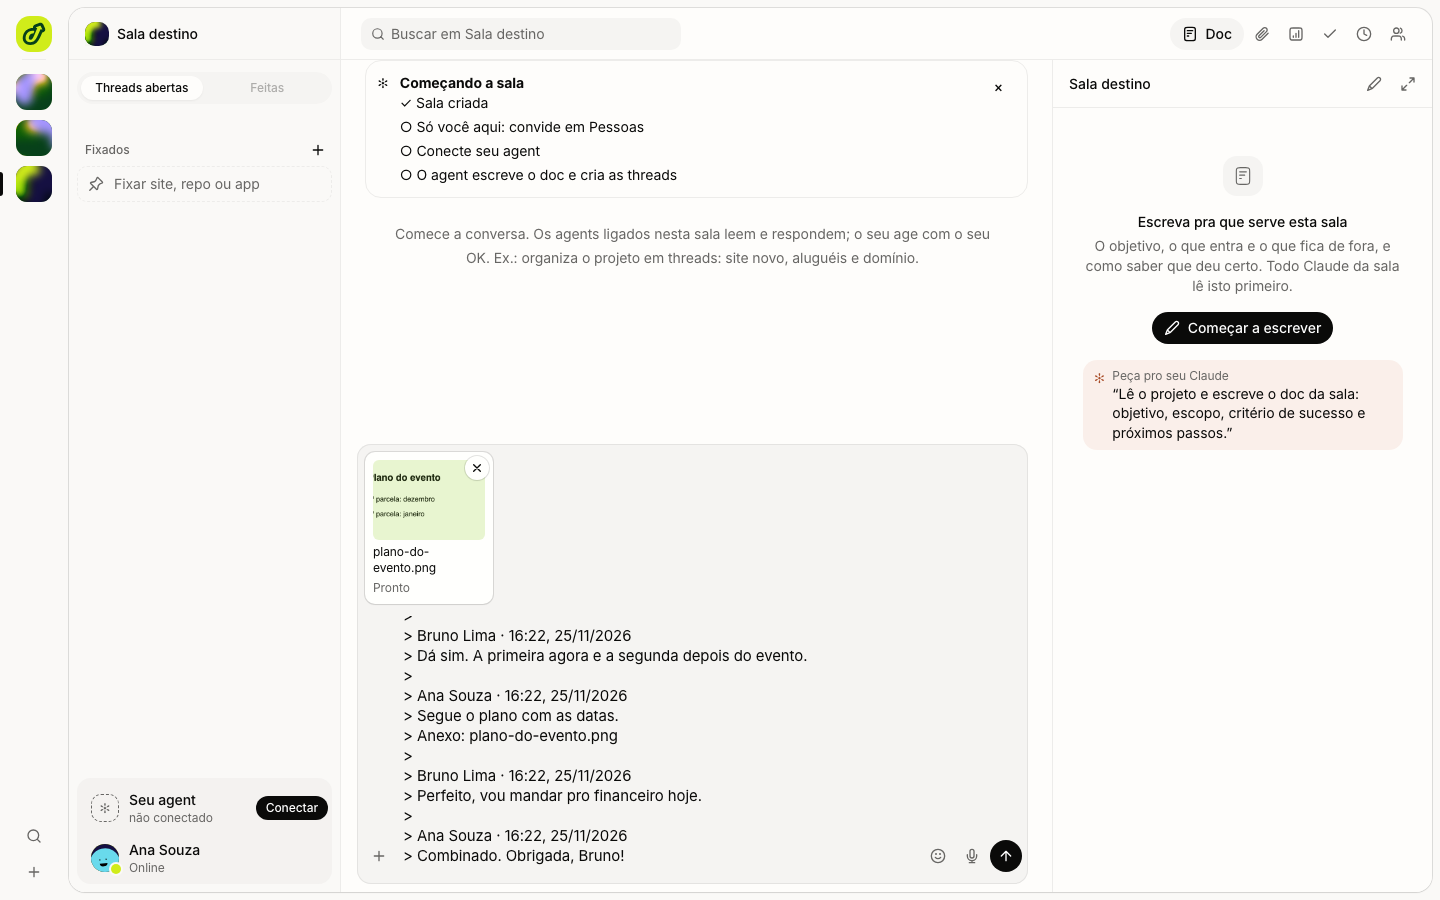 Sala destino
Buscar em Sala destino
Doc
Threads abertas
Feitas
Fixados
Fixar site, repo ou app
Começando a sala
Sala criada
Só você aqui: convide em Pessoas
Conecte seu agent
O agent escreve o doc e cria as threads
Comece a conversa. Os agents ligados nesta sala leem e respondem; o seu age com o seu
OK. Ex.: organiza o projeto em threads: site novo, aluguéis e domínio.
lano do evento
parcela: dezembro
parcela: janeiro
plano-do-
evento.png
Pronto
>
> Bruno Lima · 16:22, 25/11/2026
> Dá sim. A primeira agora e a segunda depois do evento.
>
> Ana Souza · 16:22, 25/11/2026
> Segue o plano com as datas.
> Anexo: plano-do-evento.png
>
> Bruno Lima · 16:22, 25/11/2026
> Perfeito, vou mandar pro financeiro hoje.
>
> Ana Souza · 16:22, 25/11/2026
> Combinado. Obrigada, Bruno!
Sala destino
Escreva pra que serve esta sala
O objetivo, o que entra e o que fica de fora, e
como saber que deu certo. Todo Claude da sala
lê isto primeiro.
Começar a escrever
Peça pro seu Claude
“Lê o projeto e escreve o doc da sala:
objetivo, escopo, critério de sucesso e
próximos passos.”
Seu agent
não conectado
Conectar
Ana Souza
Online